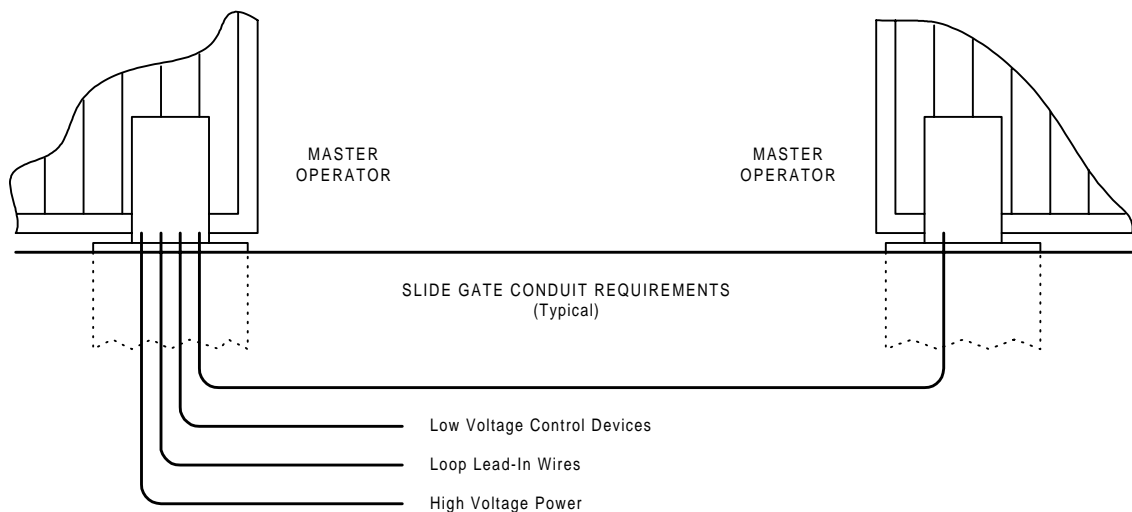 MASTER
OPERATOR
MASTER
OPERATOR
SLIDE GATE CONDUIT REQUIREMENTS
(Typical)
Low Voltage Control Devices
Loop Lead-In Wires
High Voltage Power